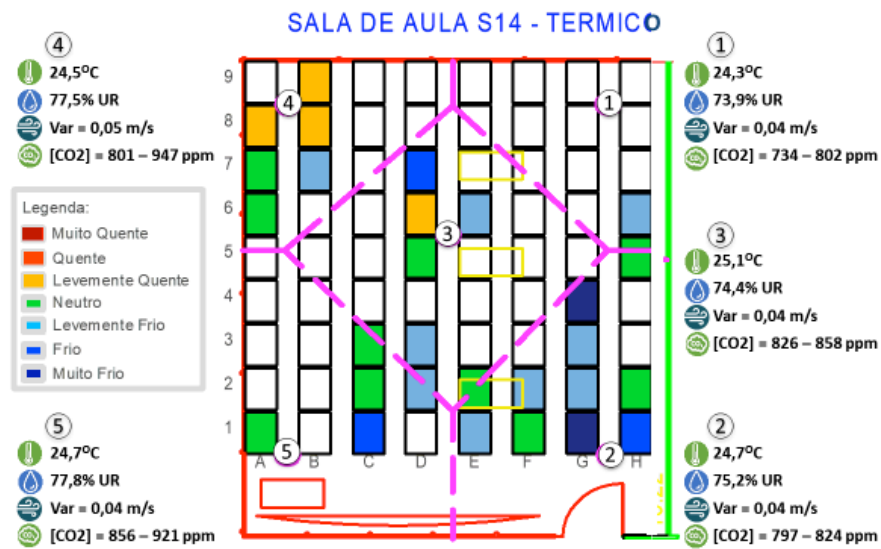 SALA DE AULA S14 - TERMICO
4
24,5ºC
77,5% UR
Var = 0,05 m/s
[CO2] = 801 – 947 ppm
1
24,3ºC
73,9% UR
Var = 0,04 m/s
[CO2] = 734 – 802 ppm
Legenda:
Muito Quente
Quente
Levemente Quente
Neutro
Levemente Frio
Frio
Muito Frio
9
8
7
6
5
4
3
2
1
4
1
3
5
2
A B C D E F G H
3
25,1ºC
74,4% UR
Var = 0,04 m/s
[CO2] = 826 – 858 ppm
5
24,7ºC
77,8% UR
Var = 0,04 m/s
[CO2] = 856 – 921 ppm
2
24,7ºC
75,2% UR
Var = 0,04 m/s
[CO2] = 797 – 824 ppm